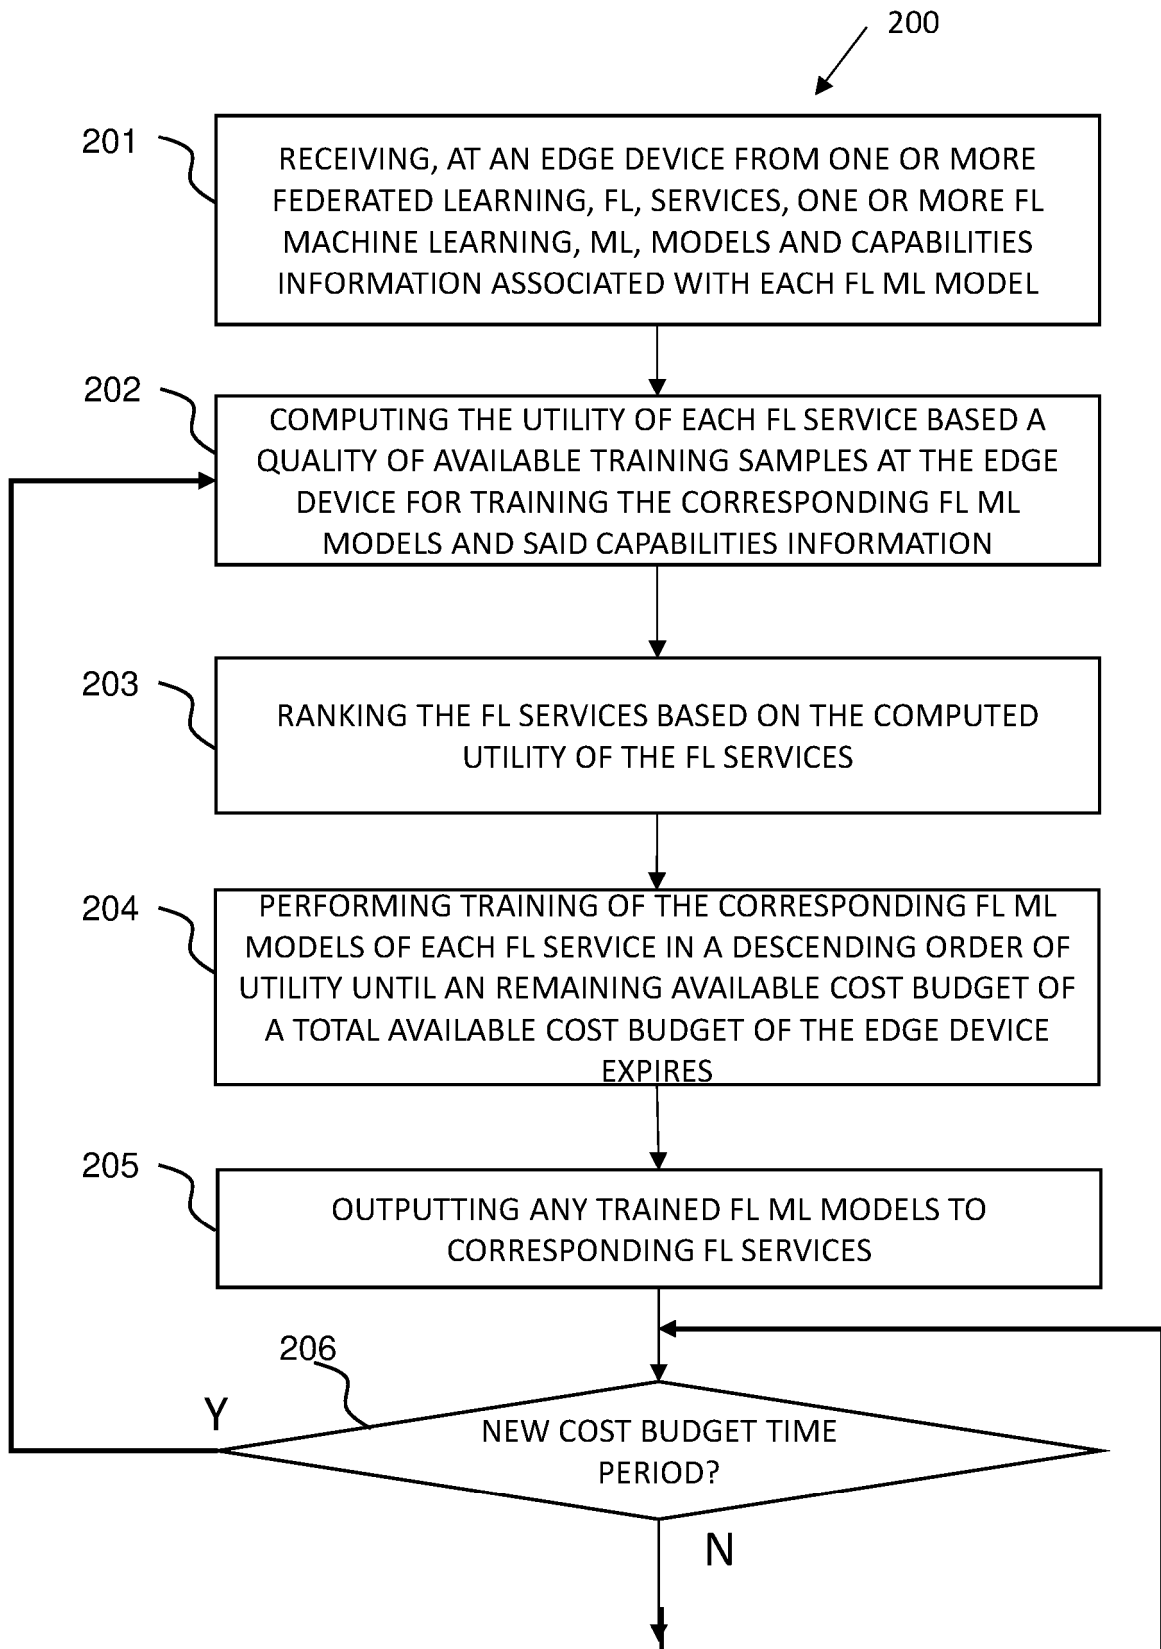 200
201
RECEIVING, AT AN EDGE DEVICE FROM ONE OR MORE
FEDERATED LEARNING, FL, SERVICES, ONE OR MORE FL
MACHINE LEARNING, ML, MODELS AND CAPABILITIES
INFORMATION ASSOCIATED WITH EACH FL ML MODEL
202
COMPUTING THE UTILITY OF EACH FL SERVICE BASED A
QUALITY OF AVAILABLE TRAINING SAMPLES AT THE EDGE
DEVICE FOR TRAINING THE CORRESPONDING FL ML
MODELS AND SAID CAPABILITIES INFORMATION
203
RANKING THE FL SERVICES BASED ON THE COMPUTED
UTILITY OF THE FL SERVICES
204
PERFORMING TRAINING OF THE CORRESPONDING FL ML
MODELS OF EACH FL SERVICE IN A DESCENDING ORDER OF
UTILITY UNTIL AN REMAINING AVAILABLE COST BUDGET OF
A TOTAL AVAILABLE COST BUDGET OF THE EDGE DEVICE
EXPIRES
205
OUTPUTTING ANY TRAINED FL ML MODELS TO
CORRESPONDING FL SERVICES
206
Y
NEW COST BUDGET TIME
PERIOD?
N